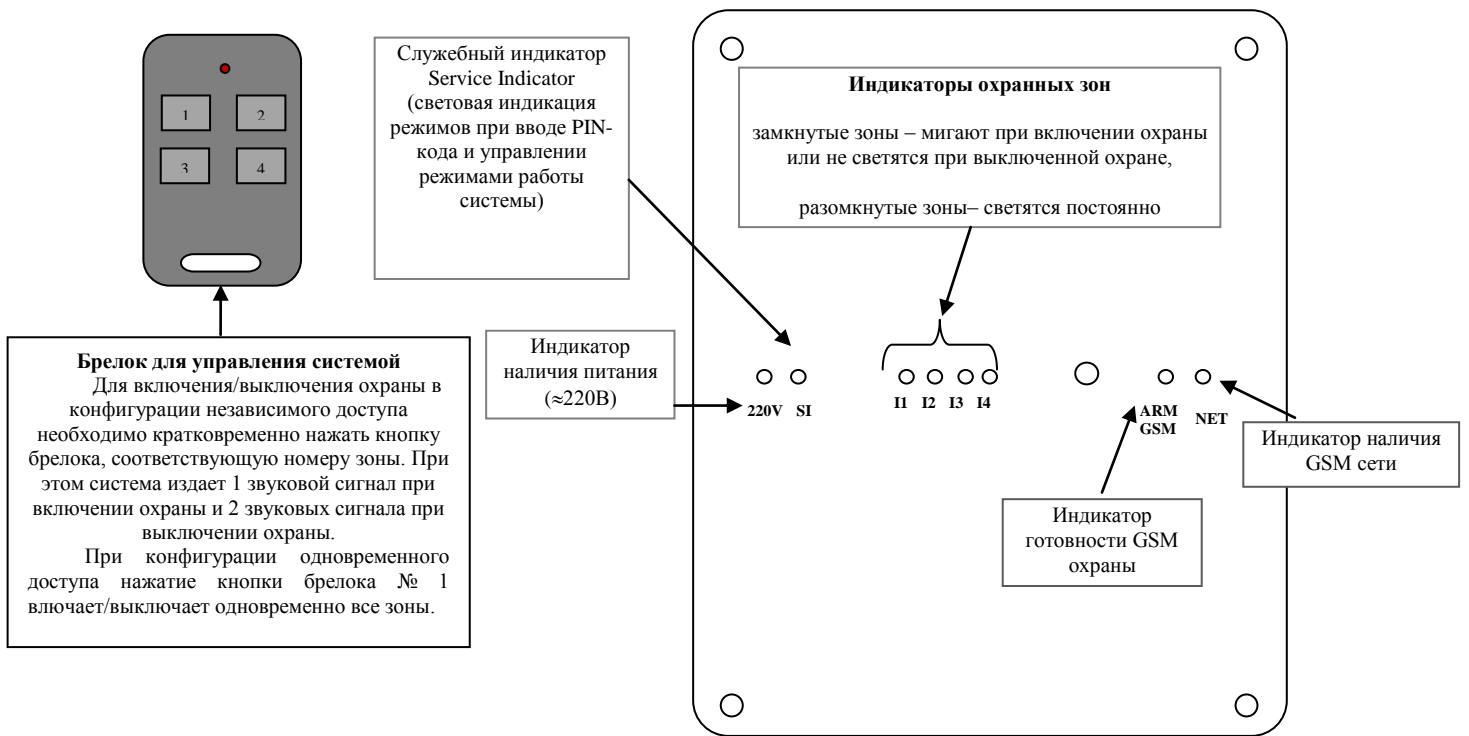 1
2
3
4
Брелок для управления системой
Для включения/выключения охраны в
конфигурации независимого доступа
необходимо кратковременно нажать кнопку
брелока, соответствующую номеру зоны. При
этом система издает 1 звуковой сигнал при
включении охраны и 2 звуковых сигнала при
выключении охраны.
При конфигурации одновременного
доступа нажатие кнопки брелока № 1
влючает/выключает одновременно все зоны.
Служебный индикатор
Service Indicator
(световая индикация
режимов при вводе PIN-
кода и управлении
режимами работы
системы)
Индикатор
наличия питания
(≈220В)
Индикаторы охранных зон
замкнутые зоны – мигают при включении охраны
или не светятся при выключенной охране,
разомкнутые зоны– светятся постоянно
220V SI
I1 I2 I3 I4
ARM
GSM
NET
Индикатор
готовности GSM
охраны
Индикатор наличия
GSM сети